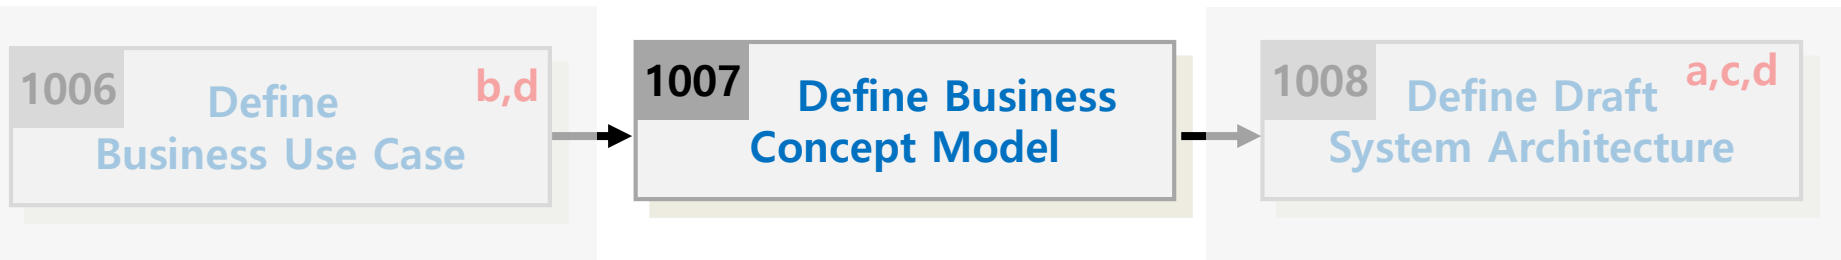 1006
b,d
Define
Business Use Case
1007
Define Business
Concept Model
1008
a,c,d
Define Draft
System Architecture